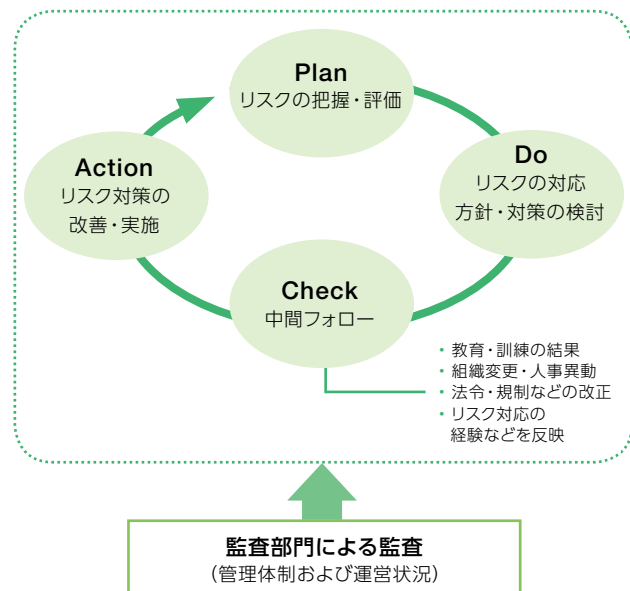 Plan
リスクの把握・評価
Do
リスクの対応
方針・対策の検討
Check
中間フォロー
Action
リスク対策の
改善・実施
・教育・訓練の結果
・組織変更・人事異動
・法令・規制などの改正
・リスク対応の
経験などを反映
監査部門による監査
(管理体制および運営状況)